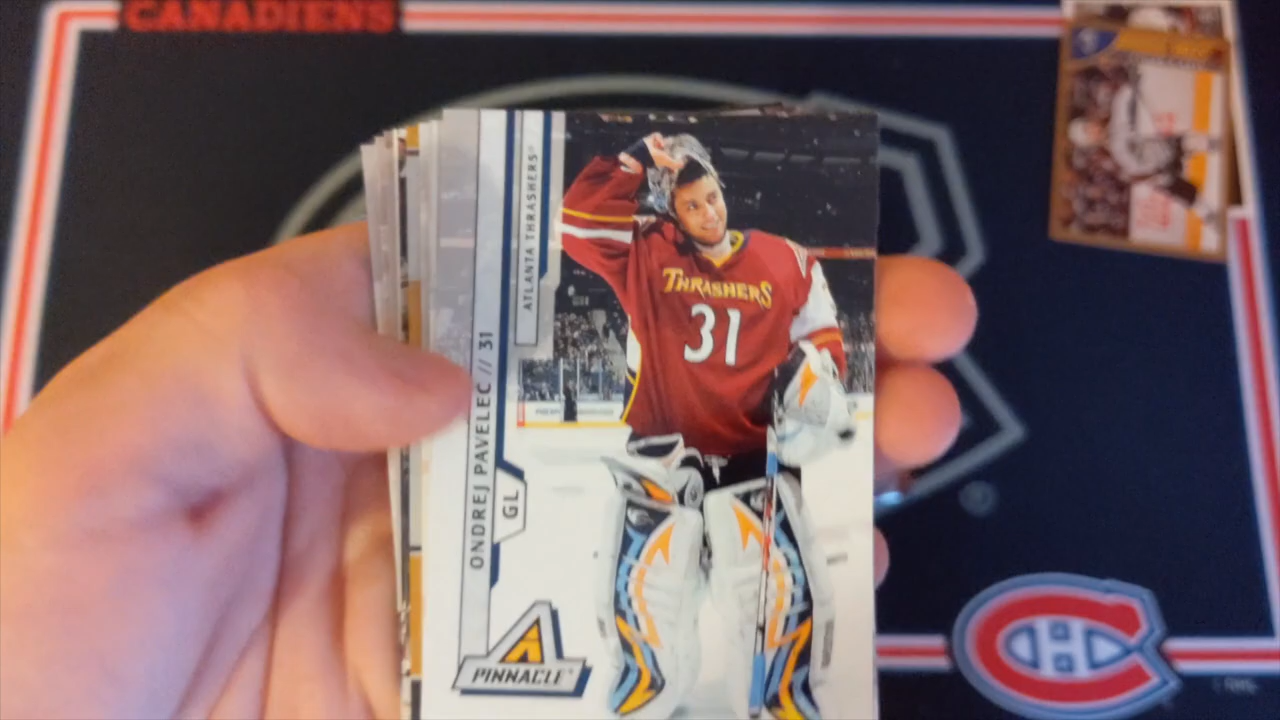 CANADIENS
ATLANTA THRASHERS
ONDREJ PAVELEC // 31
GL
THRASHERS
31
PINNACLE